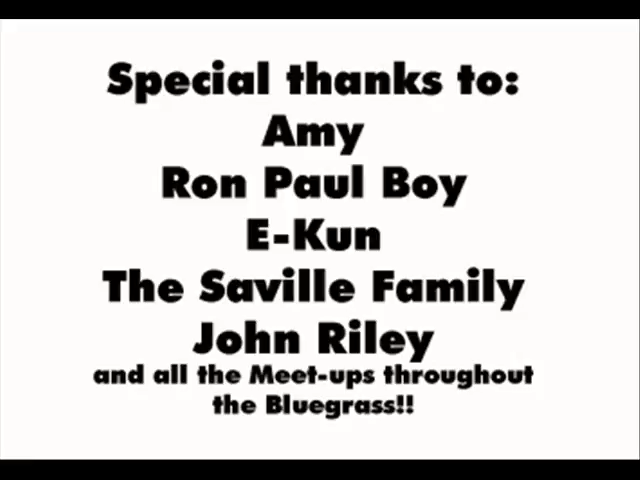 Special thanks to:
Amy
Ron Paul Boy
E-Kun
The Saville Family
John Riley
and all the Meet-ups throughout
the Bluegrass!!